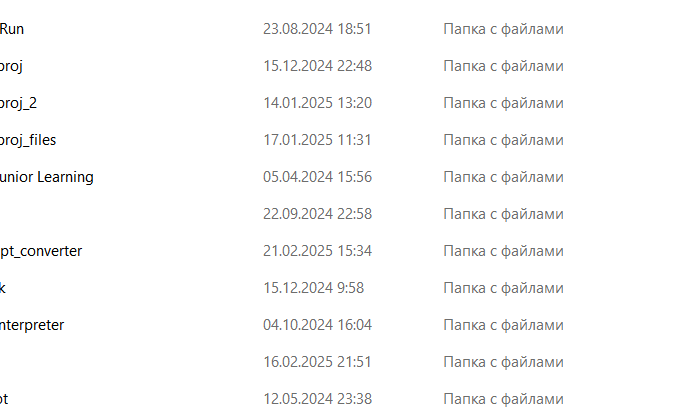 Run 23.08.2024 18:51 Папка с файлами
proj 15.12.2024 22:48 Папка с файлами
proj_2 14.01.2025 13:20 Папка с файлами
proj_files 17.01.2025 11:31 Папка с файлами
unior Learning 05.04.2024 15:56 Папка с файлами
22.09.2024 22:58 Папка с файлами
pt_converter 21.02.2025 15:34 Папка с файлами
k 15.12.2024 9:58 Папка с файлами
nterpreter 04.10.2024 16:04 Папка с файлами
16.02.2025 21:51 Папка с файлами
ot 12.05.2024 23:38 Папка с файлами